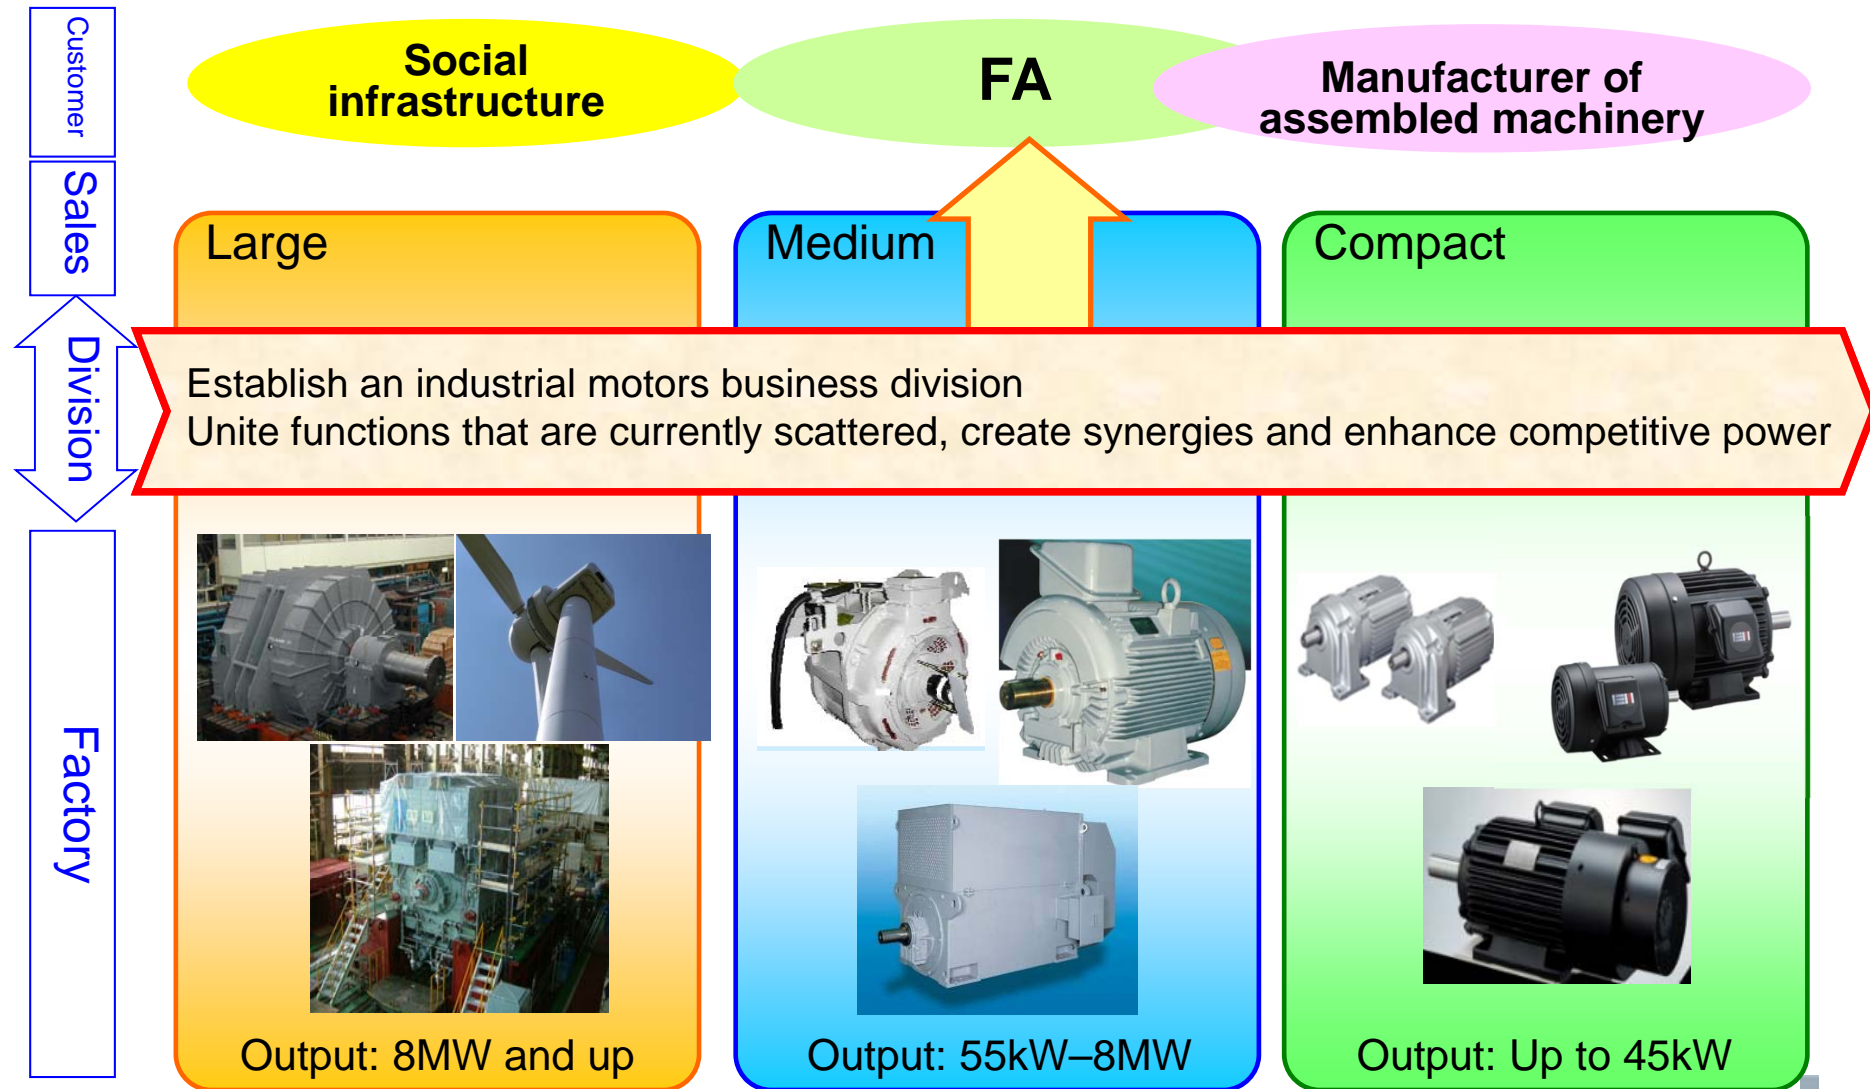 Customer
Social
infrastructure
FA
Manufacturer of
assembled machinery
Sales
Large
Medium
Compact
Division
Establish an industrial motors business division
Unite functions that are currently scattered, create synergies and enhance competitive power
Factory
Output: 8MW and up
Output: 55kW–8MW
Output: Up to 45kW